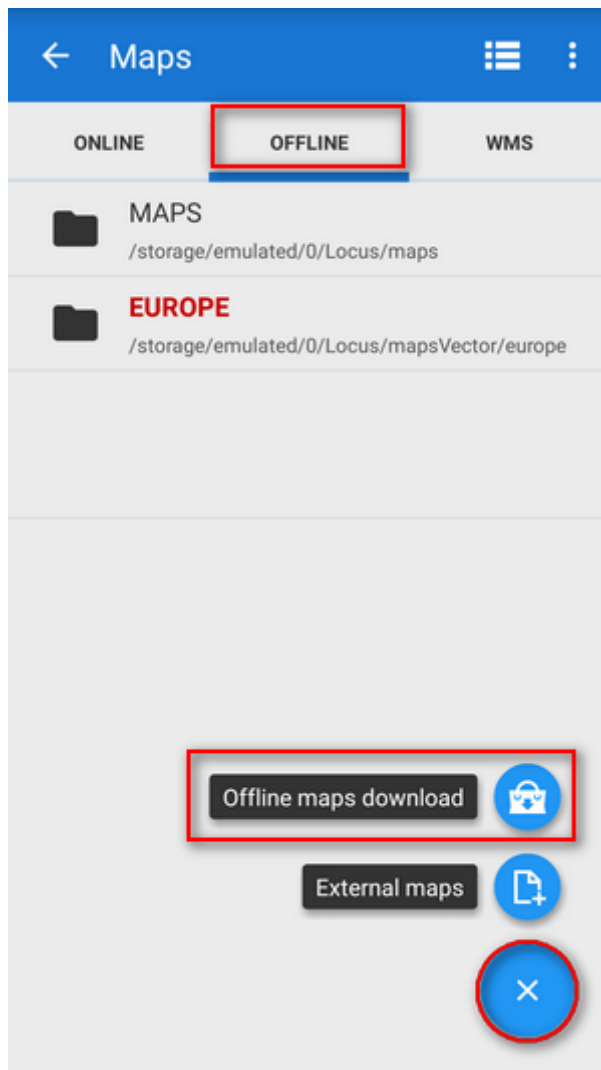 Maps
ONLINE OFFLINE WMS
MAPS
/storage/emulated/0/Locus/maps
EUROPE
/storage/emulated/0/Locus/mapsVector/europe
Offline maps download
External maps